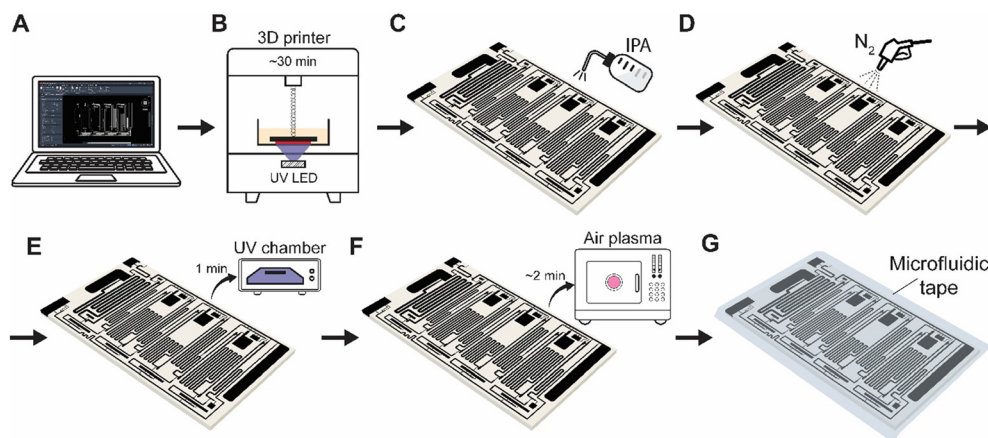 A
B
C
D
3D printer
~30 min
UV LED
IPA
N₂
E
F
G
UV chamber
1 min
Air plasma
~2 min
Microfluidic
tape